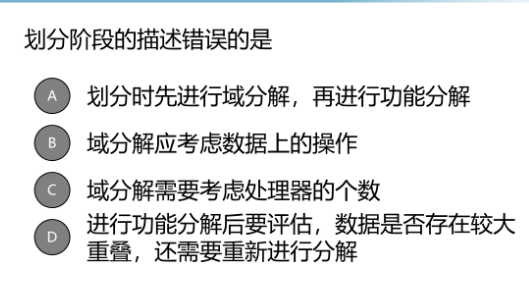 划分阶段的描述错误的是
A 划分时先进行域分解，再进行功能分解
B 域分解应考虑数据上的操作
C 域分解需要考虑处理器的个数
D 进行功能分解后要评估，数据是否存在较大
重叠，还需要重新进行分解